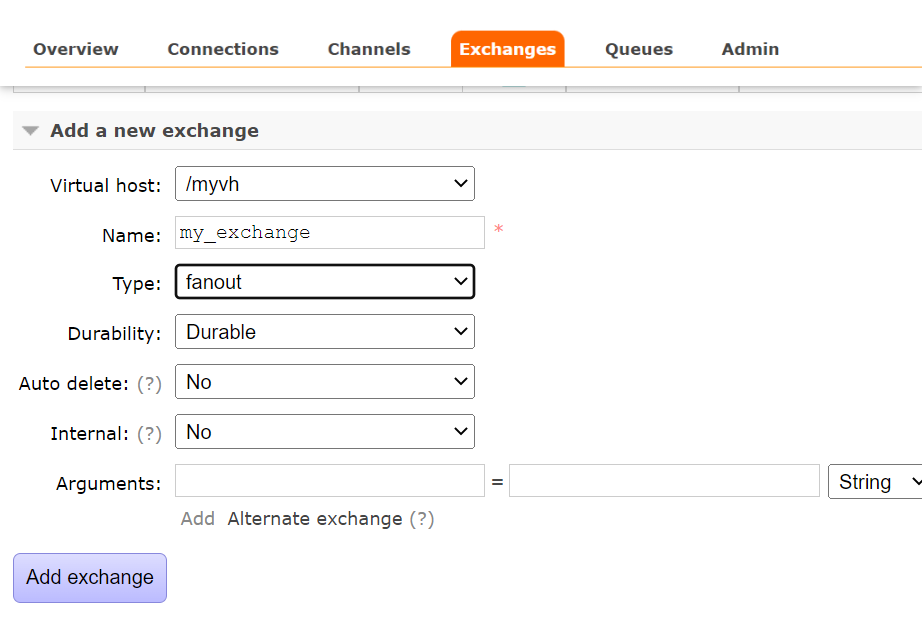 Overview Connections Channels Exchanges Queues Admin
Add a new exchange
Virtual host: /myvh
Name: my_exchange *
Type: fanout
Durability: Durable
Auto delete: (?) No
Internal: (?) No
Arguments: = String
Add Alternate exchange (?)
Add exchange